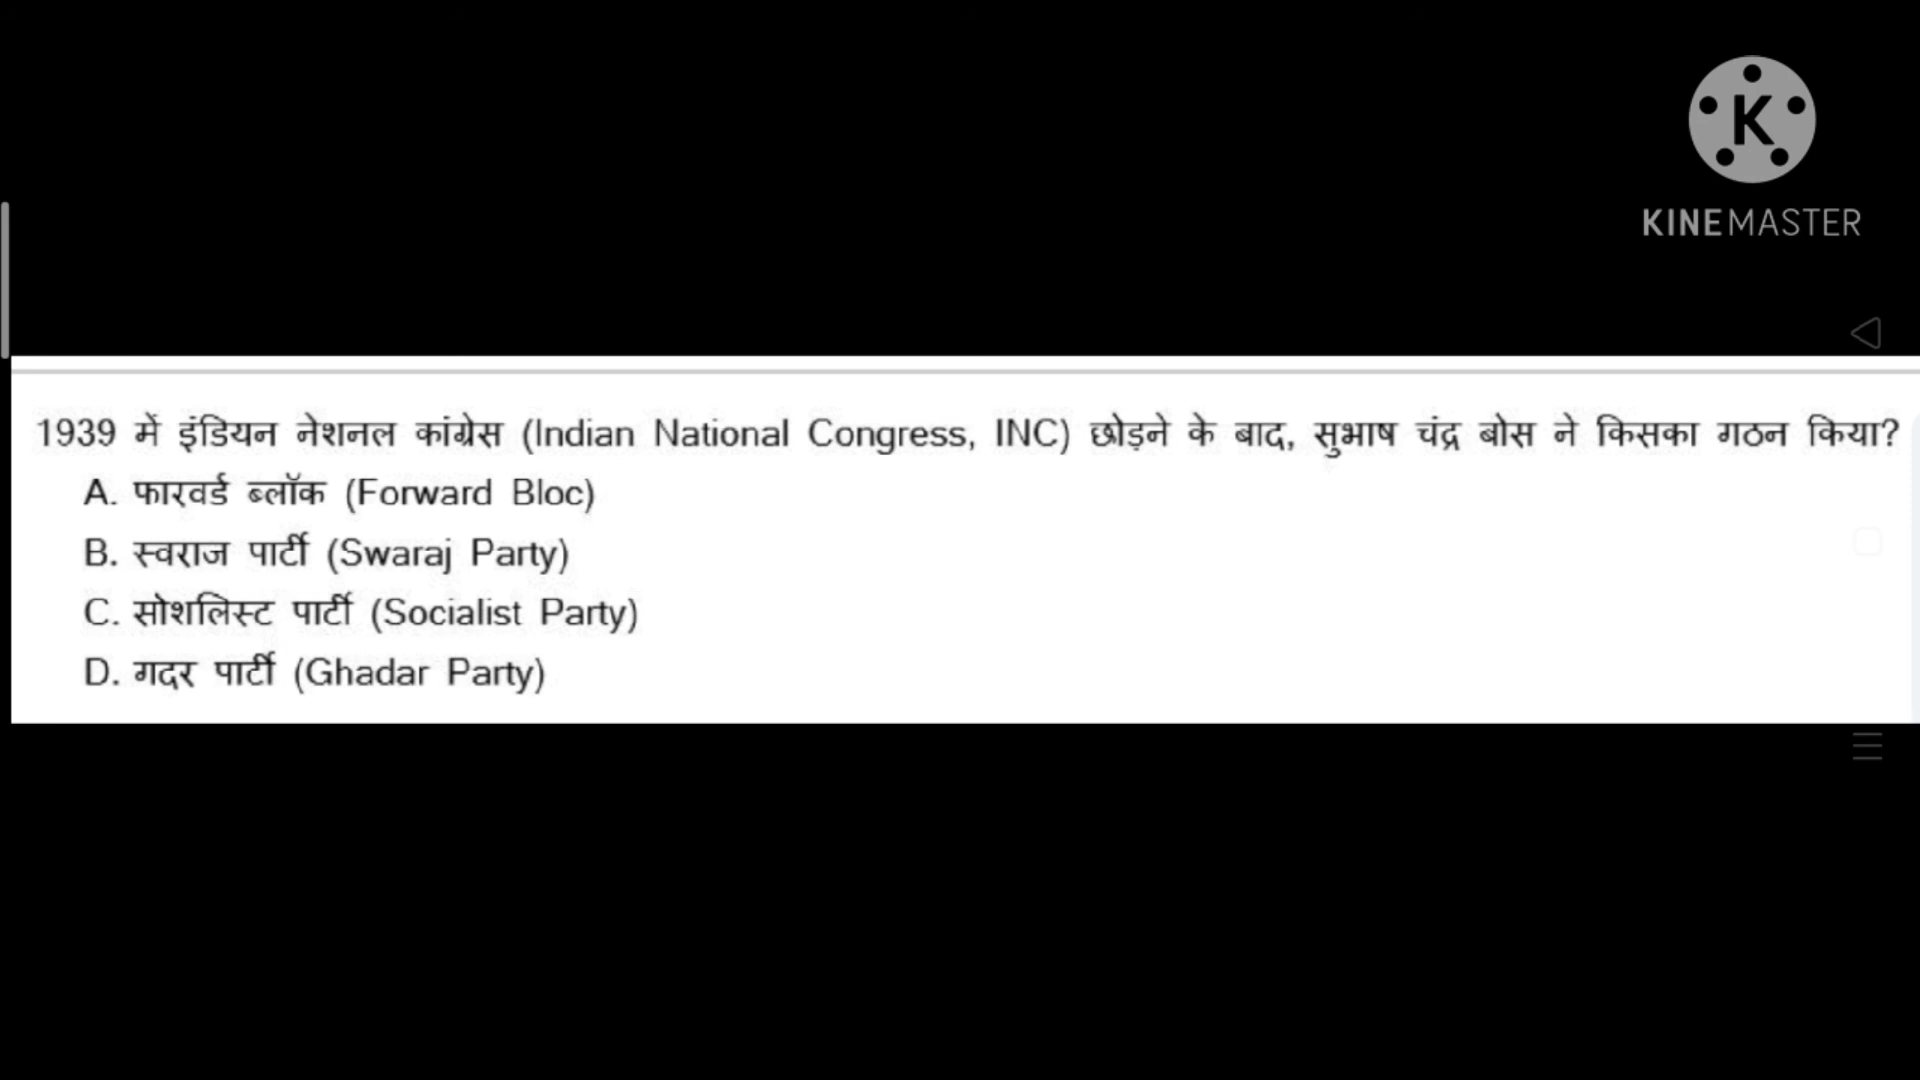 K
KINEMASTER
1939 में इंडियन नेशनल कांग्रेस (Indian National Congress, INC) छोड़ने के बाद, सुभाष चंद्र बोस ने किसका गठन किया?
A. फारवर्ड ब्लॉक (Forward Bloc)
B. स्वराज पार्टी (Swaraj Party)
C. सोशलिस्ट पार्टी (Socialist Party)
D. गदर पार्टी (Ghadar Party)